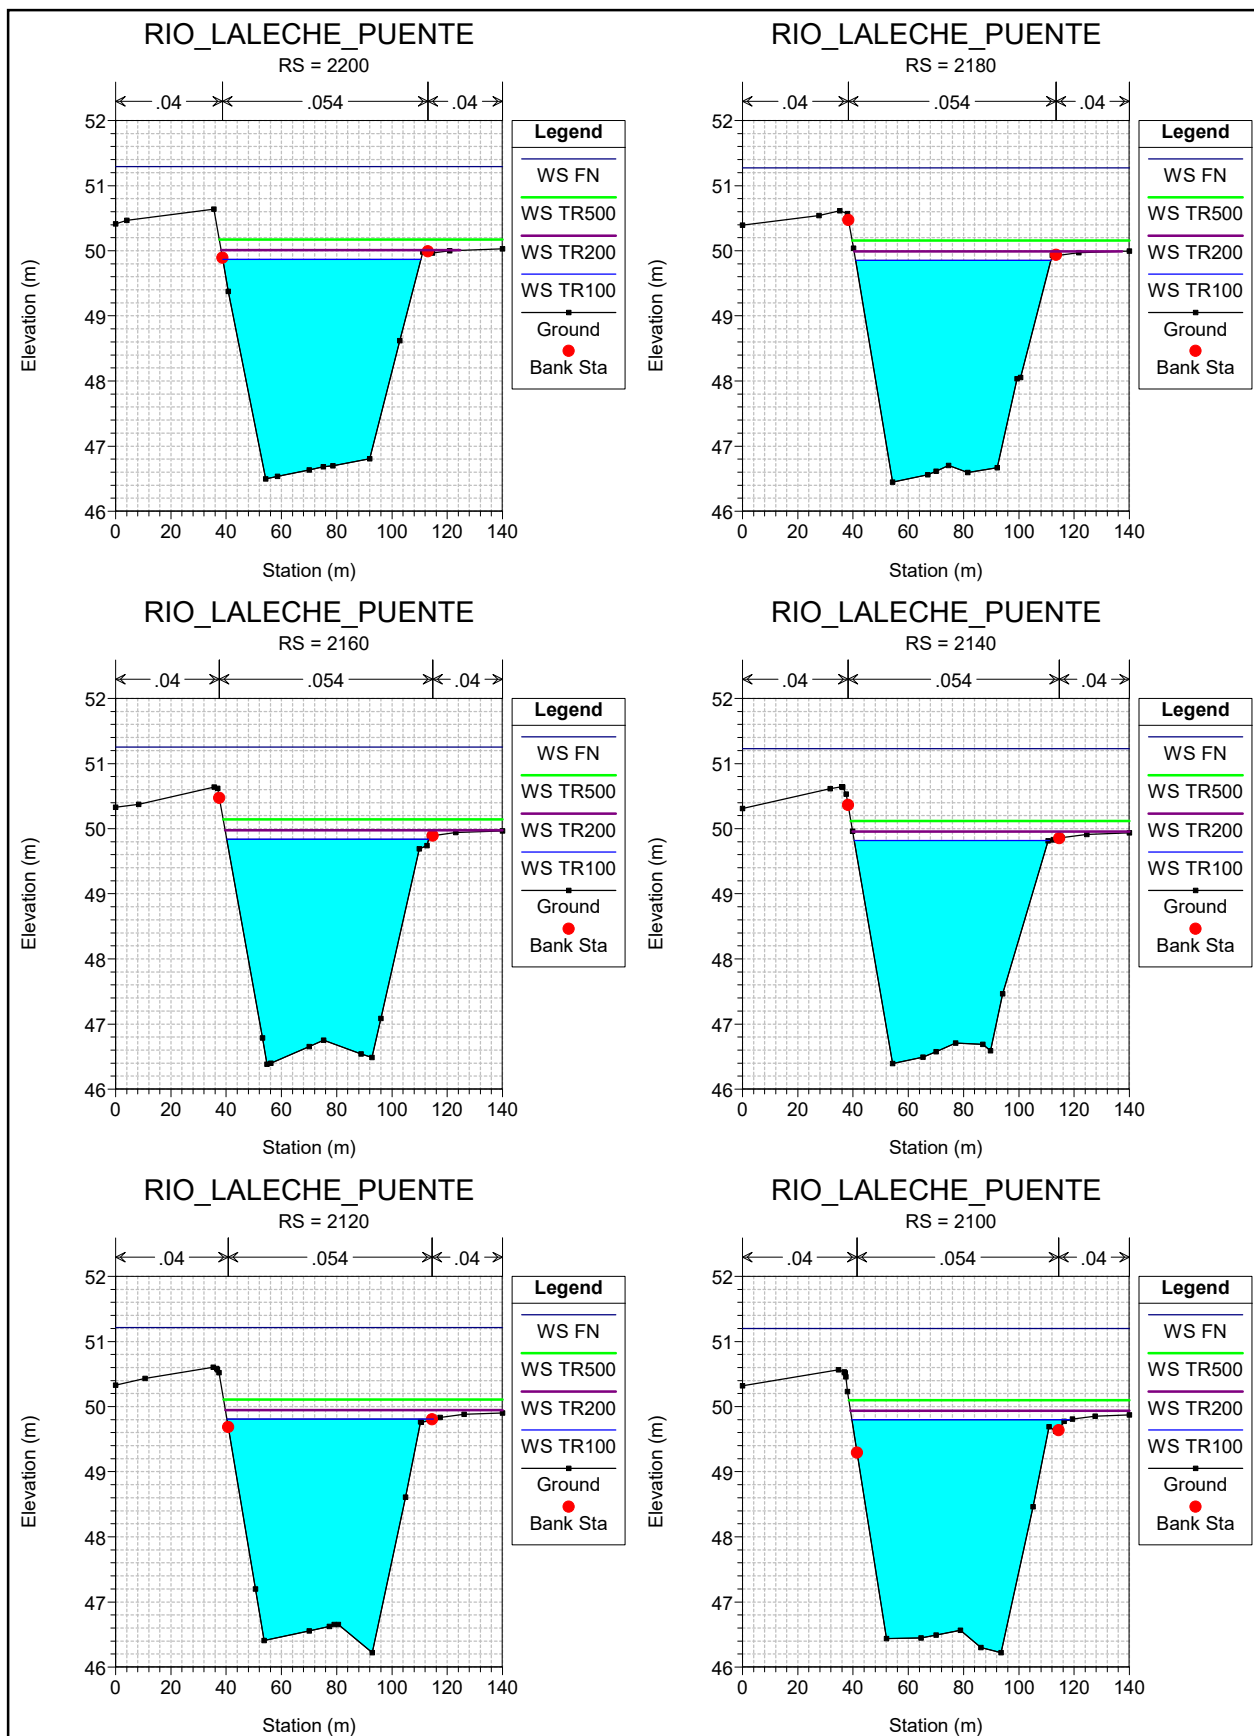 RIO_LALECHE_PUENTE
RS = 2200
.04 .054 .04
52
51
50
49
48
47
46
0 20 40 60 80 100 120 140
Elevation (m)
Station (m)
Legend
WS FN
WS TR500
WS TR200
WS TR100
Ground
Bank Sta
RIO_LALECHE_PUENTE
RS = 2180
.04 .054 .04
52
51
50
49
48
47
46
0 20 40 60 80 100 120 140
Elevation (m)
Station (m)
Legend
WS FN
WS TR500
WS TR200
WS TR100
Ground
Bank Sta
RIO_LALECHE_PUENTE
RS = 2160
.04 .054 .04
52
51
50
49
48
47
46
0 20 40 60 80 100 120 140
Elevation (m)
Station (m)
Legend
WS FN
WS TR500
WS TR200
WS TR100
Ground
Bank Sta
RIO_LALECHE_PUENTE
RS = 2140
.04 .054 .04
52
51
50
49
48
47
46
0 20 40 60 80 100 120 140
Elevation (m)
Station (m)
Legend
WS FN
WS TR500
WS TR200
WS TR100
Ground
Bank Sta
RIO_LALECHE_PUENTE
RS = 2120
.04 .054 .04
52
51
50
49
48
47
46
0 20 40 60 80 100 120 140
Elevation (m)
Station (m)
Legend
WS FN
WS TR500
WS TR200
WS TR100
Ground
Bank Sta
RIO_LALECHE_PUENTE
RS = 2100
.04 .054 .04
52
51
50
49
48
47
46
0 20 40 60 80 100 120 140
Elevation (m)
Station (m)
Legend
WS FN
WS TR500
WS TR200
WS TR100
Ground
Bank Sta